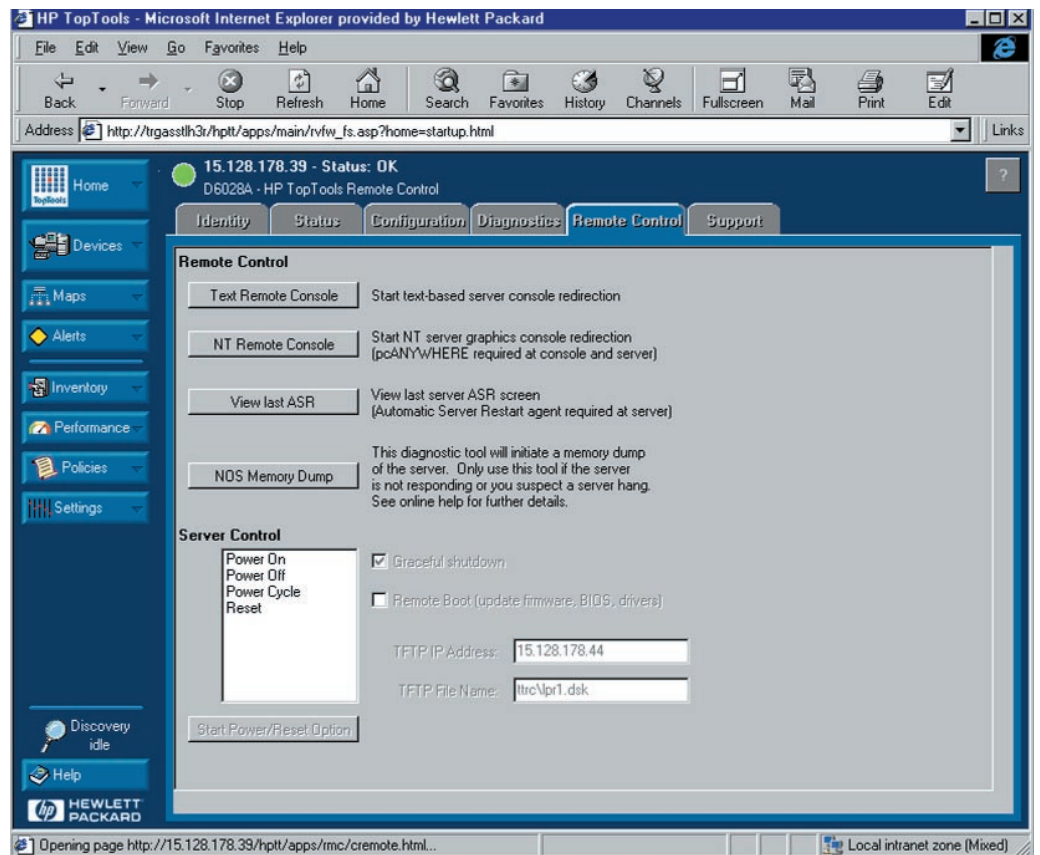 HP TopTools - Microsoft Internet Explorer provided by Hewlett Packard
File Edit View Go Favorites Help
Back Forward Stop Refresh Home Search Favorites History Channels Fullscreen Mail Print Edit
Address http://trgasstlh3r/hptt/apps/main/rvfw_fs.asp?home=startup.html Links
TopTools
Home
Devices
Maps
Alerts
Inventory
Performance
Policies
Settings
Discovery
idle
Help
hp HEWLETT
PACKARD
15.128.178.39 - Status: OK
D6028A - HP TopTools Remote Control
?
Identity Status Configuration Diagnostics Remote Control Support
Remote Control
Text Remote Console Start text-based server console redirection
NT Remote Console Start NT server graphics console redirection
(pcANYWHERE required at console and server)
View last ASR View last server ASR screen
(Automatic Server Restart agent required at server)
NOS Memory Dump This diagnostic tool will initiate a memory dump
of the server. Only use this tool if the server
is not responding or you suspect a server hang.
See online help for further details.
Server Control
Power On
Power Off
Power Cycle
Reset
Graceful shutdown
Remote Boot (update firmware, BIOS, drivers)
TFTP IP Address: 15.128.178.44
TFTP File Name: ttrc\lpr1.dsk
Start Power/Reset Option
Opening page http://15.128.178.39/hptt/apps/rmc/cremote.html... Local intranet zone (Mixed)